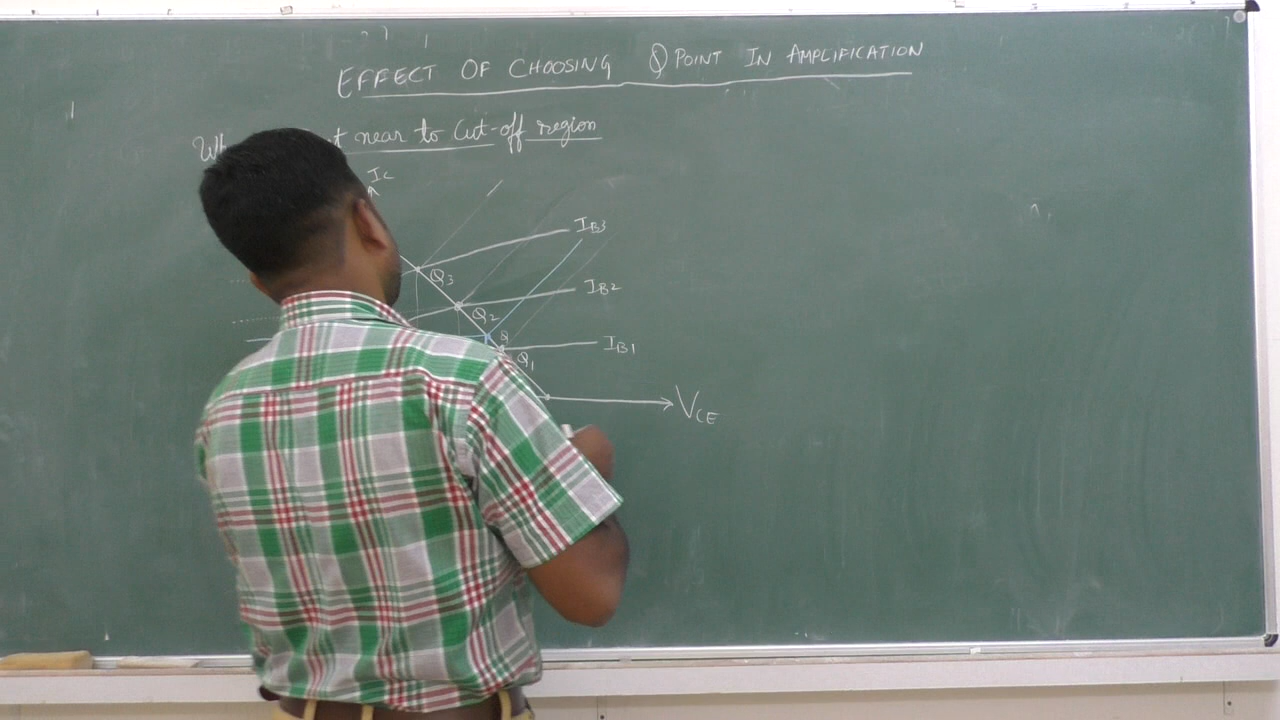 EFFECT OF CHOOSING Q POINT IN AMPLIFICATION
near to Cut-off region
IC
IB3
Q3
IB2
Q2
Q
IB1
Q1
VCE